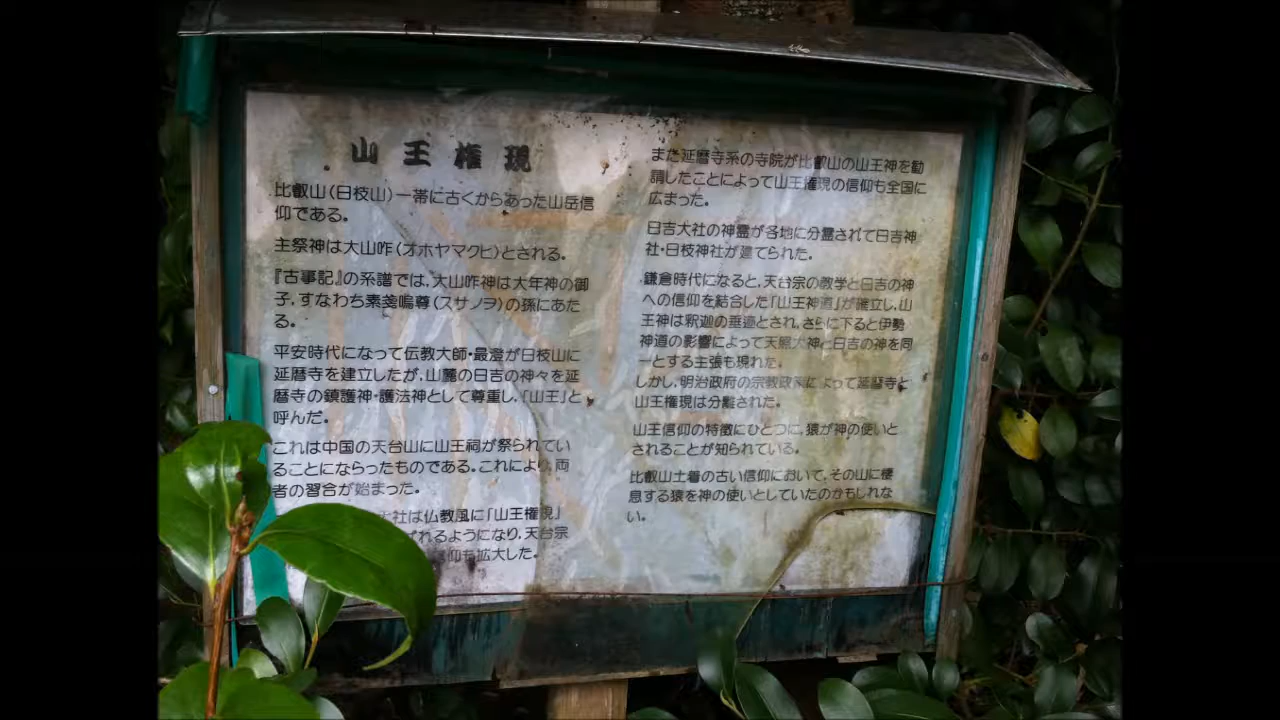 山王権現
比叡山(日枝山)一帯に古くからあった山岳信
仰である。
主祭神は大山咋(オホヤマクヒ)とされる。
『古事記』の系譜では、大山咋神は大年神の御
子、すなわち素戔嗚尊(スサノヲ)の孫にあた
る。
平安時代になって伝教大師・最澄が日枝山に
延暦寺を建立したが、山麓の日吉の神々を延
暦寺の鎮護神・護法神として尊重し、「山王」と
呼んだ。
これは中国の天台山に山王祠が祭られてい
ることにならったものである。これにより、両
者の習合が始まった。
社は仏教風に「山王権現」
れるようになり、天台宗
仰も拡大した。
また延暦寺系の寺院が比叡山の山王神を勧
請したことによって山王権現の信仰も全国に
広まった。
日吉大社の神霊が各地に分霊されて日吉神
社・日枝神社が建てられた。
鎌倉時代になると、天台宗の教学と日吉の神
への信仰を結合した「山王神道」が確立し、山
王神は釈迦の垂迹とされ、さらに下ると伊勢
神道の影響によって天照大神と日吉の神を同
一とする主張も現れた。
しかし、明治政府の宗教政策によって延暦寺と
山王権現は分離された。
山王信仰の特徴にひとつに、猿が神の使いと
されることが知られている。
比叡山土着の古い信仰において、その山に棲
息する猿を神の使いとしていたのかもしれな
い。